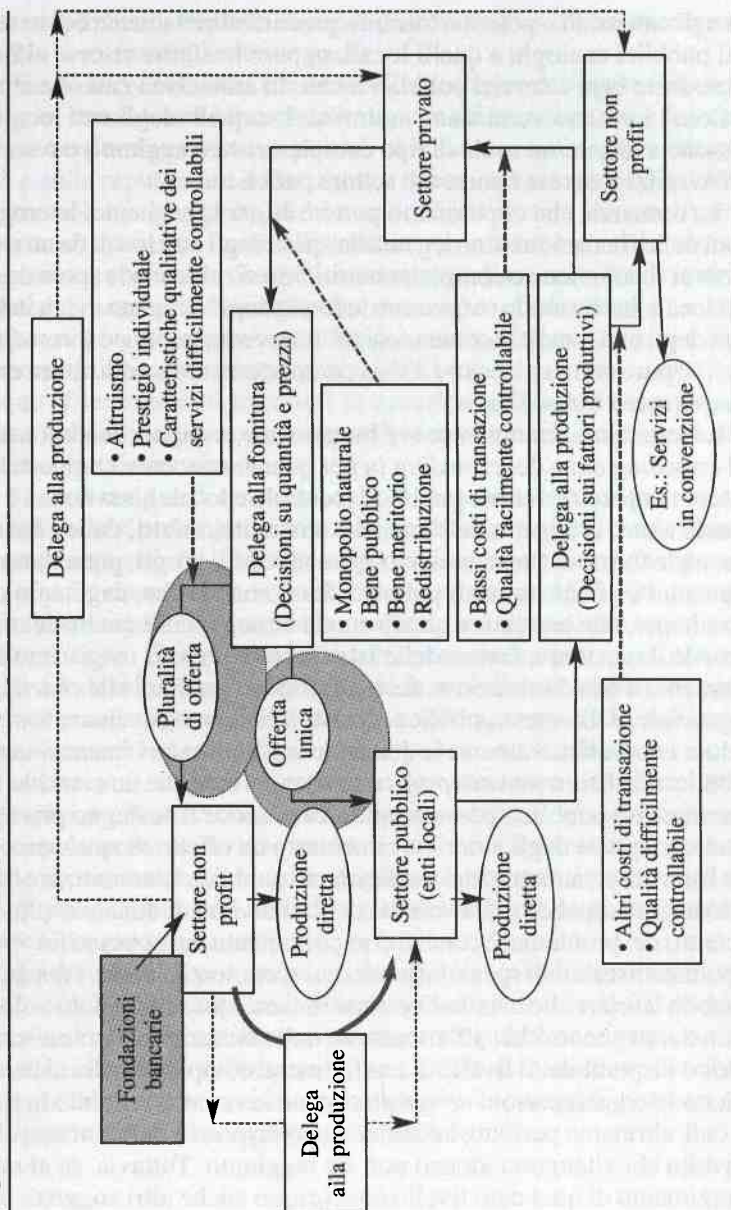 Delega alla produzione
• Altruismo
• Prestigio individuale
• Caratteristiche qualitative dei
servizi difficilmente controllabili
Delega alla fornitura
(Decisioni su quantità e prezzi)
• Monopolio naturale
• Bene pubblico
• Bene meritorio
• Redistribuzione
Settore privato
• Bassi costi di transazione
• Qualità facilmente controllabile
Delega alla produzione
(Decisioni sui fattori produttivi)
Settore non
profit
Es.: Servizi
in convenzione
Pluralità
di offerta
Offerta
unica
Fondazioni
bancarie
Settore non
profit
Produzione
diretta
Delega
alla produzione
Settore pubblico
(enti locali)
Produzione
diretta
• Altri costi di transazione
• Qualità difficilmente
controllabile